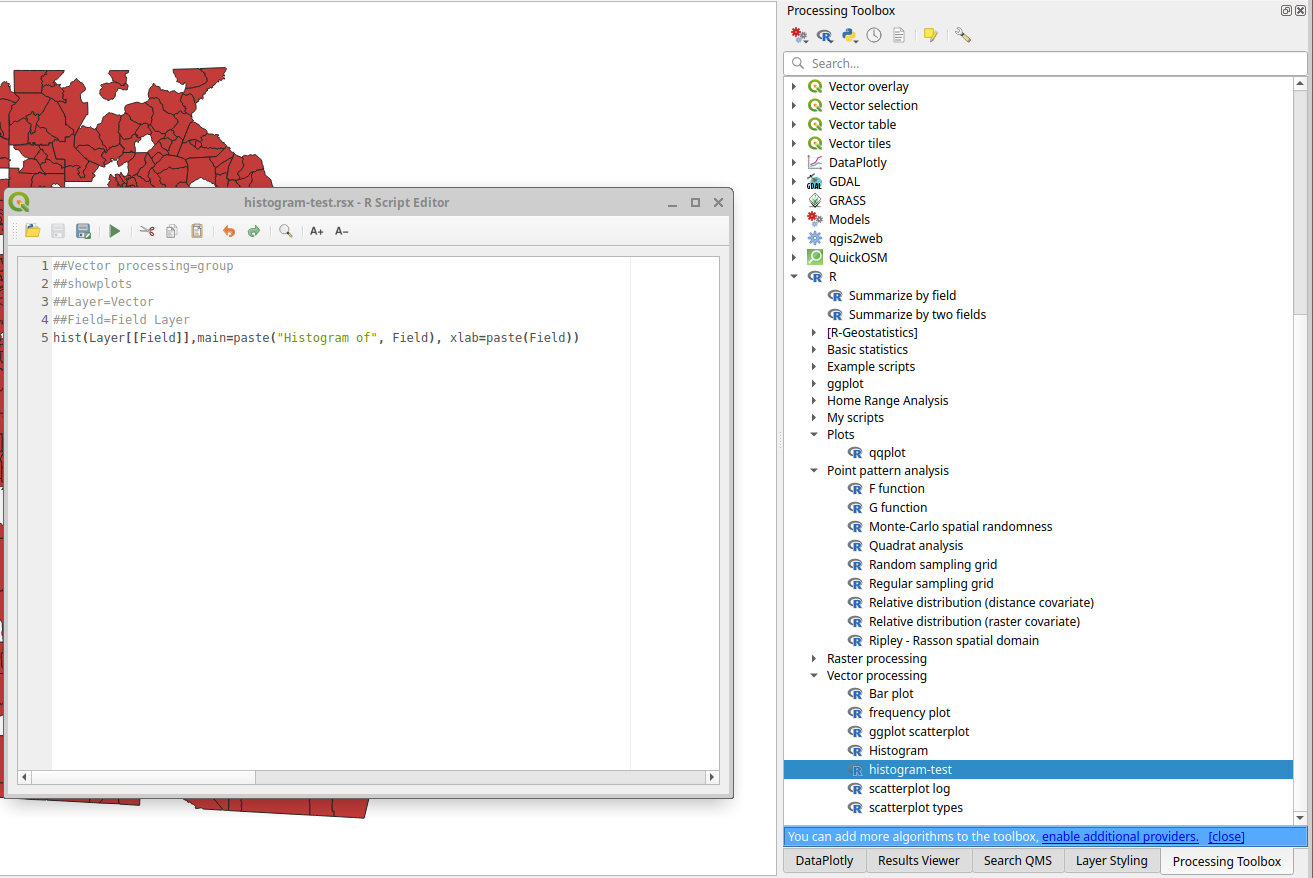 Processing Toolbox
Search...
Vector overlay
Vector selection
Vector table
Vector tiles
DataPlotly
GDAL
GRASS
Models
qgis2web
QuickOSM
R
Summarize by field
Summarize by two fields
[R-Geostatistics]
Basic statistics
Example scripts
ggplot
Home Range Analysis
My scripts
Plots
qqplot
Point pattern analysis
F function
G function
Monte-Carlo spatial randomness
Quadrat analysis
Random sampling grid
Regular sampling grid
Relative distribution (distance covariate)
Relative distribution (raster covariate)
Ripley - Rasson spatial domain
Raster processing
Vector processing
Bar plot
frequency plot
ggplot scatterplot
Histogram
histogram-test
scatterplot log
scatterplot types
You can add more algorithms to the toolbox, enable additional providers. [close]
DataPlotly Results Viewer Search QMS Layer Styling Processing Toolbox
histogram-test.rsx - R Script Editor
A+ A-
1 ##Vector processing=group
2 ##showplots
3 ##Layer=Vector
4 ##Field=Field Layer
5 hist(Layer[[Field]],main=paste("Histogram of", Field), xlab=paste(Field))